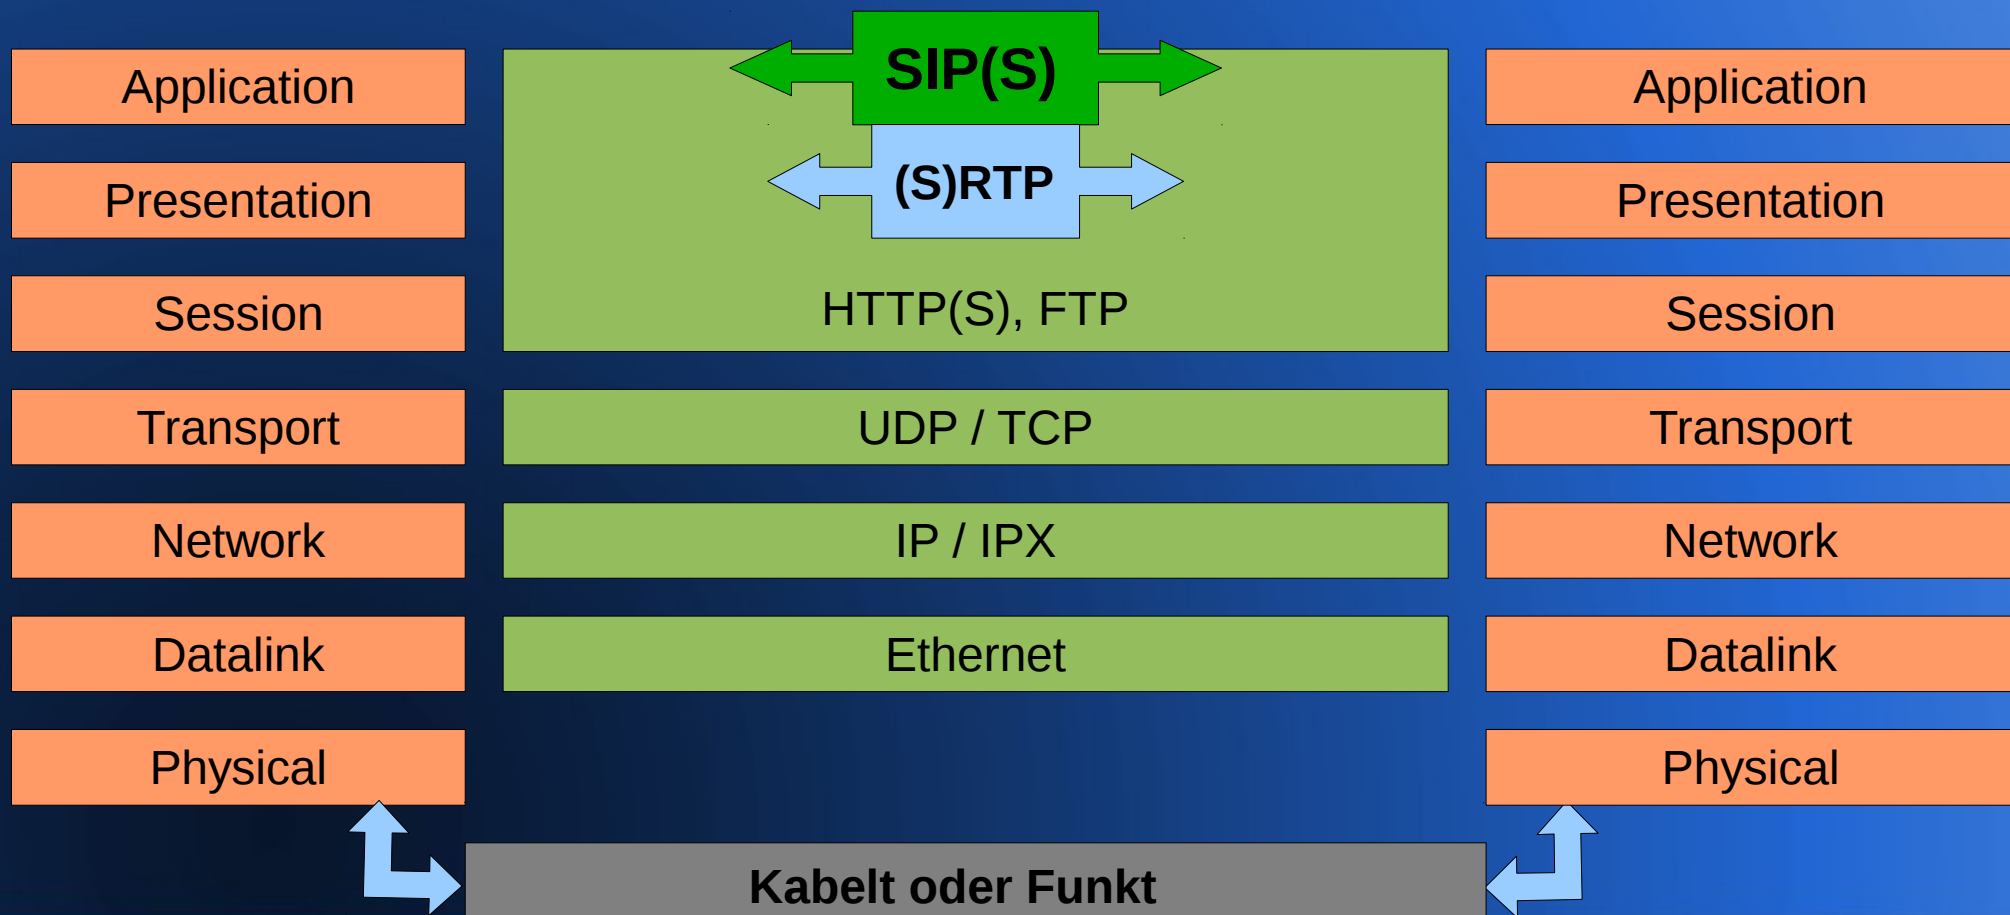 SIP(S)
Application
Application
(S)RTP
Presentation
Presentation
Session
HTTP(S), FTP
Session
Transport
UDP / TCP
Transport
Network
IP / IPX
Network
Datalink
Ethernet
Datalink
Physical
Physical
Kabelt oder Funkt